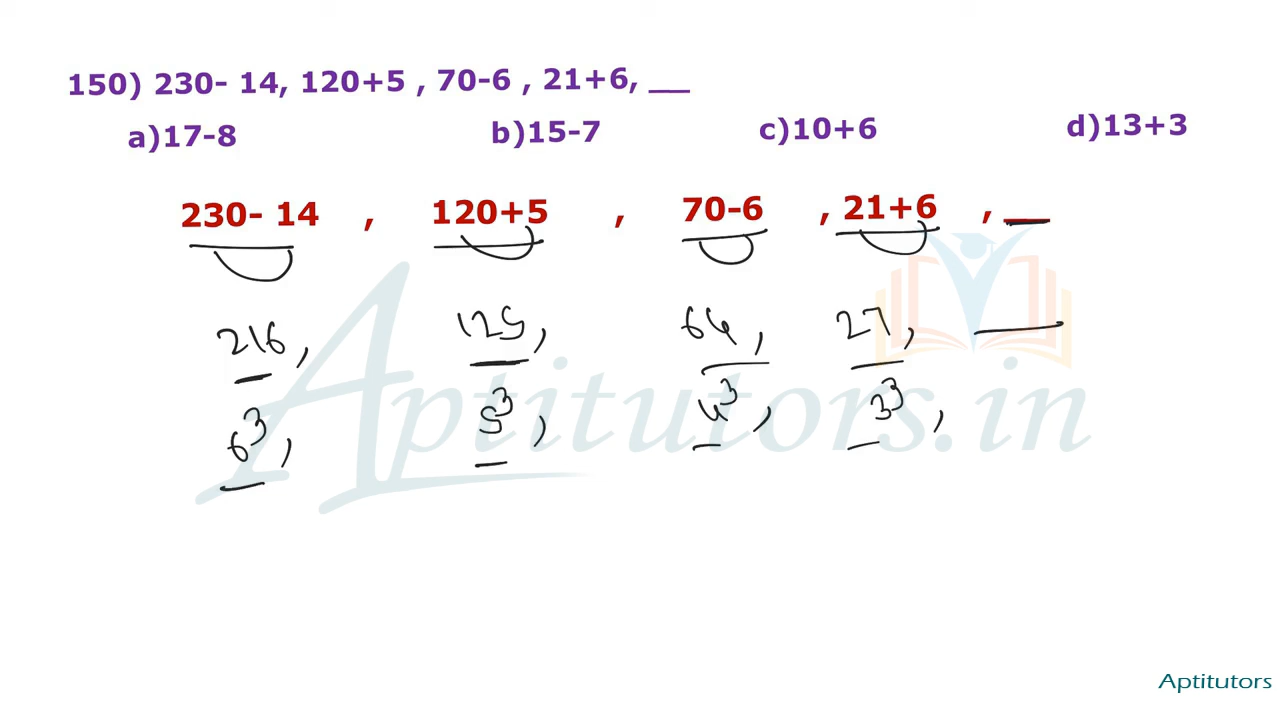 150) 230- 14, 120+5 , 70-6 , 21+6, __
a)17-8 b)15-7 c)10+6 d)13+3
230- 14 , 120+5 , 70-6 , 21+6 , __
216, 125, 64, 27, __
6³, 5³, 4³, 3³,
Aptitutors.in
Aptitutors